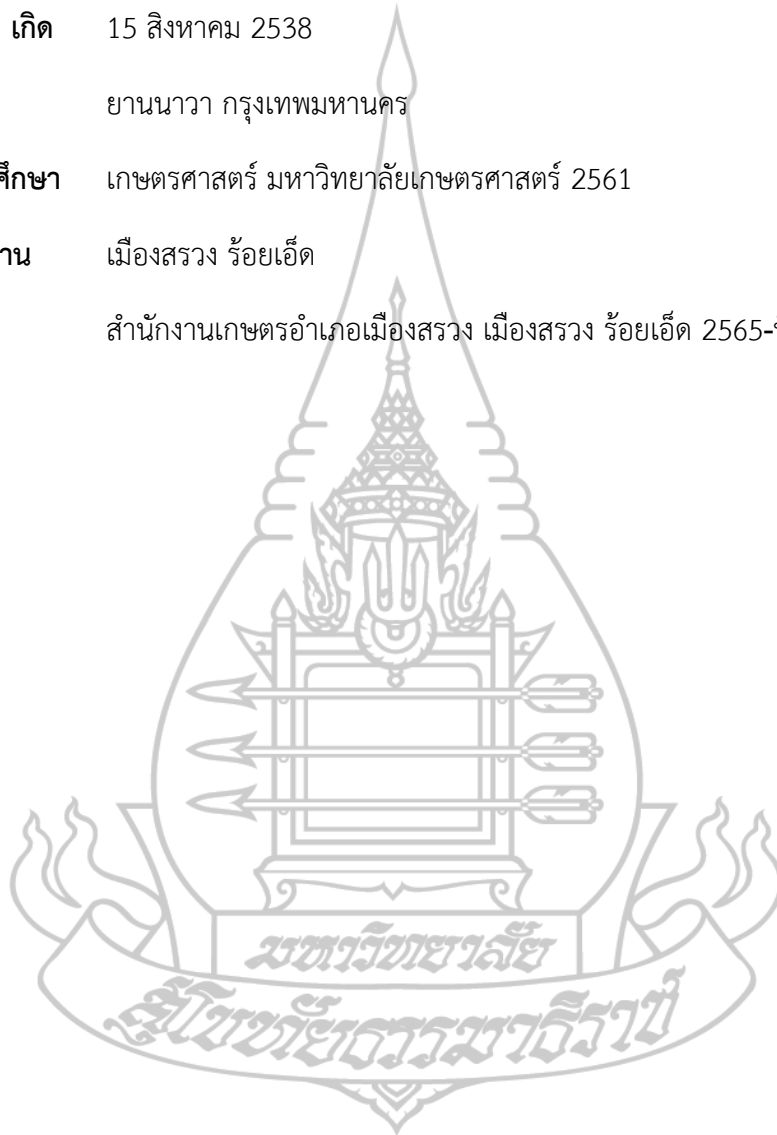 เกิด 15 สิงหาคม 2538
ยานนาวา กรุงเทพมหานคร
ศึกษา เกษตรศาสตร์ มหาวิทยาลัยเกษตรศาสตร์ 2561
เมืองสรวง ร้อยเอ็ด
สำนักงานเกษตรอำเภอเมืองสรวง เมืองสรวง ร้อยเอ็ด 2565-
มหาวิทยาลัย
สุโขทัยธรรมาธิราช